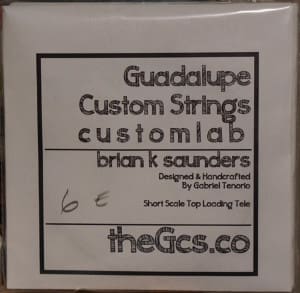 Guadalupe
Custom Strings
customlab
brian k saunders
Designed & Handcrafted
By Gabriel Tenorio
6 €
Short Scale Top Loading Tele
theGcs.co